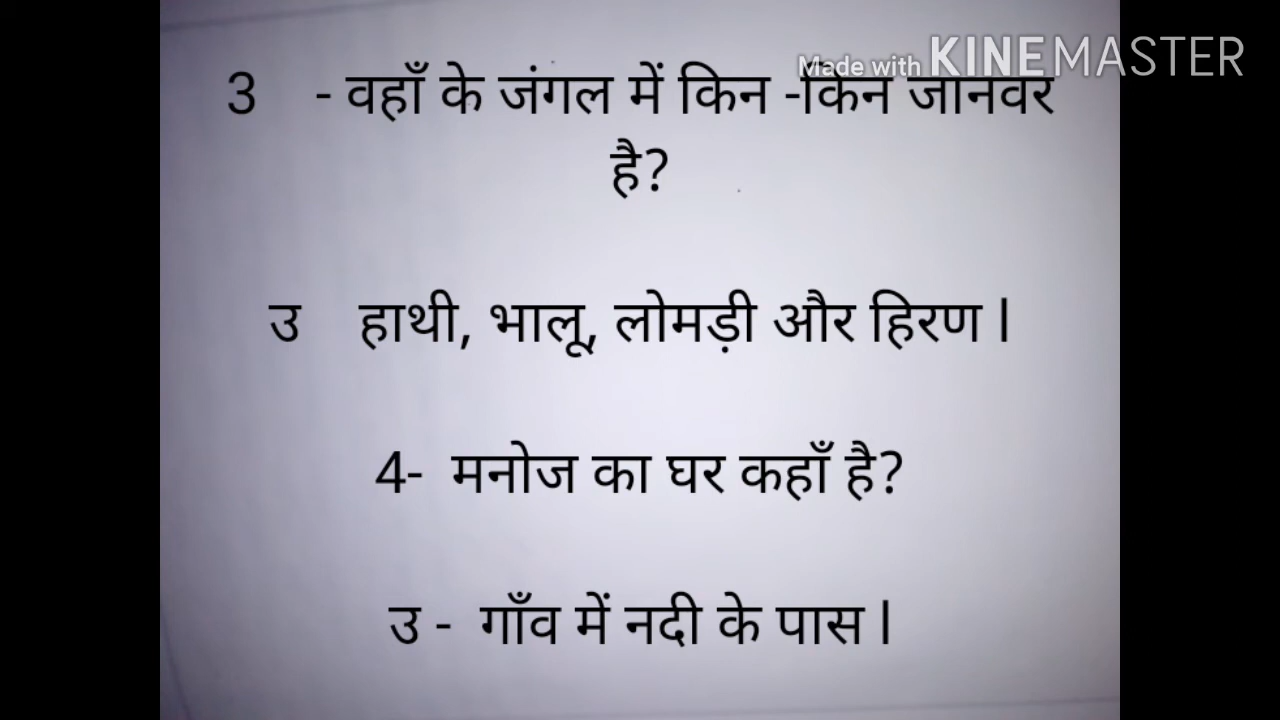 Made with KINEMASTER
3 - वहाँ के जंगल में किन -किन जानवर
है?
उ हाथी, भालू, लोमड़ी और हिरण l
4- मनोज का घर कहाँ है?
उ - गाँव में नदी के पास l